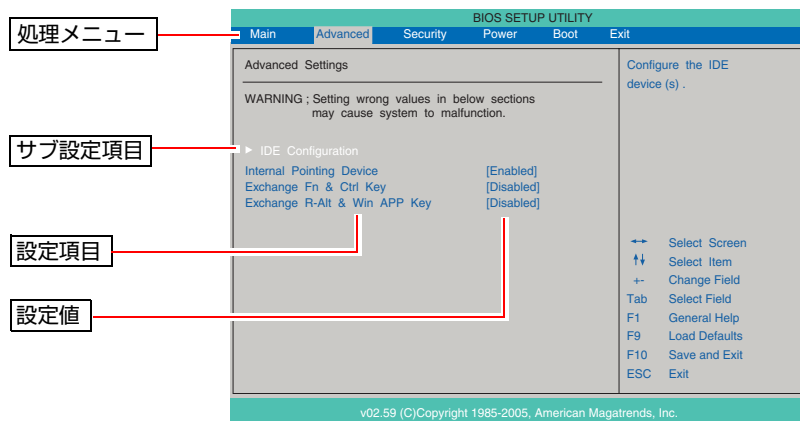 BIOS SETUP UTILITY
処理メニュー
Main Advanced Security Power Boot Exit
Advanced Settings
WARNING ; Setting wrong values in below sections
may cause system to malfunction.
サブ設定項目
► IDE Configuration
Internal Pointing Device [Enabled]
Exchange Fn & Ctrl Key [Disabled]
Exchange R-Alt & Win APP Key [Disabled]
設定項目
設定値
Configure the IDE
device (s) .
←→ Select Screen
↑↓ Select Item
+- Change Field
Tab Select Field
F1 General Help
F9 Load Defaults
F10 Save and Exit
ESC Exit
v02.59 (C)Copyright 1985-2005, American Magatrends, Inc.